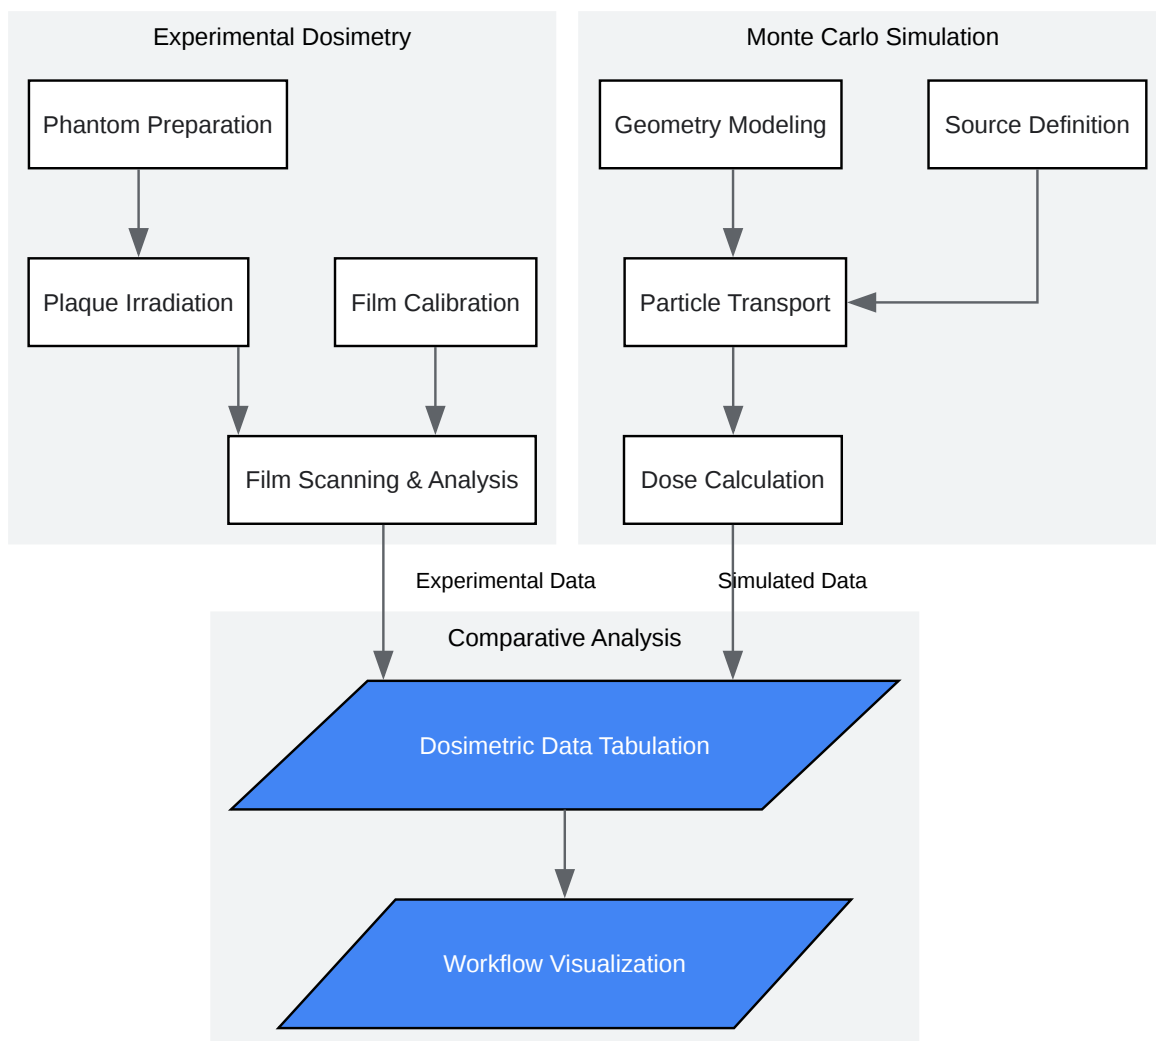 Experimental Dosimetry
Monte Carlo Simulation
Phantom Preparation
Geometry Modeling
Source Definition
Plaque Irradiation
Film Calibration
Particle Transport
Film Scanning & Analysis
Dose Calculation
Experimental Data
Simulated Data
Comparative Analysis
Dosimetric Data Tabulation
Workflow Visualization